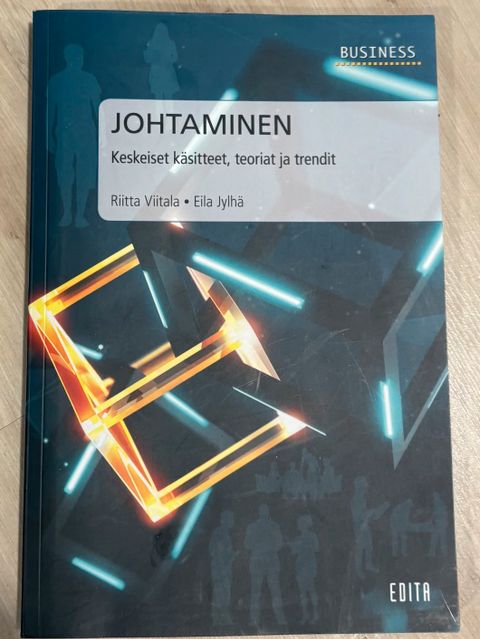 BUSINESS
JOHTAMINEN
Keskeiset käsitteet, teoriat ja trendit
Riitta Viitala • Eila Jylhä
EDITA